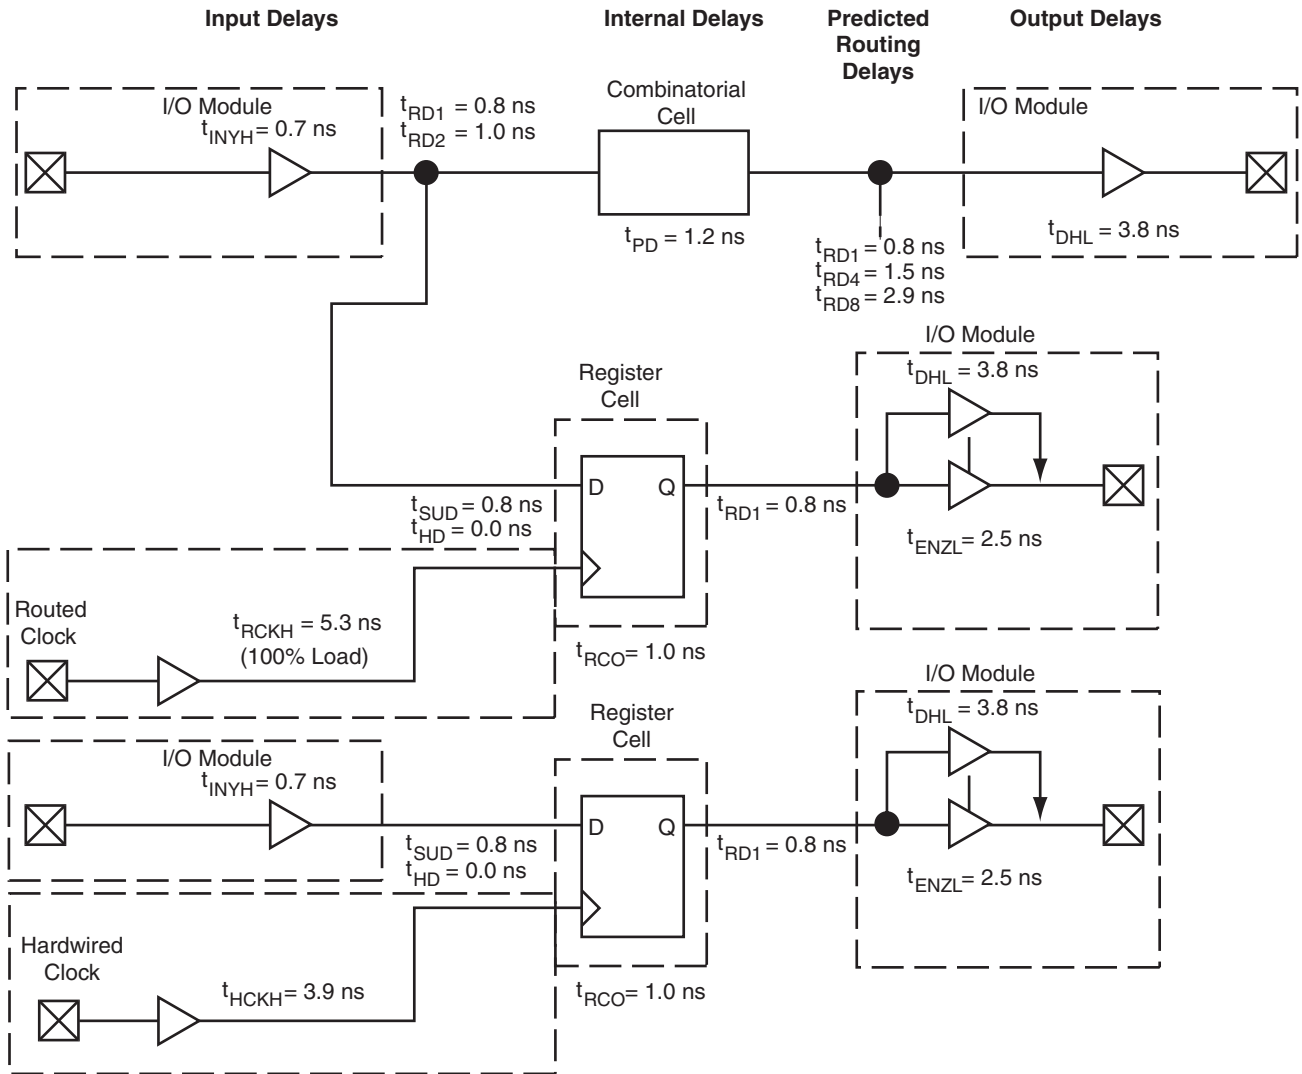 Input Delays
Internal Delays
Predicted
Routing
Delays
Output Delays
I/O Module
tINYH= 0.7 ns
tRD1 = 0.8 ns
tRD2 = 1.0 ns
Combinatorial
Cell
tPD = 1.2 ns
I/O Module
tDHL = 3.8 ns
tRD1= 0.8 ns
tRD4= 1.5 ns
tRD8= 2.9 ns
I/O Module
tDHL = 3.8 ns
Register
Cell
D
Q
tSUD= 0.8 ns
tHD = 0.0 ns
tRD1= 0.8 ns
tENZL= 2.5 ns
Routed
Clock
tRCKH = 5.3 ns
(100% Load)
tRCO= 1.0 ns
I/O Module
tDHL = 3.8 ns
Register
Cell
I/O Module
tINYH= 0.7 ns
D
Q
tSUD= 0.8 ns
tHD = 0.0 ns
tRD1= 0.8 ns
tENZL= 2.5 ns
Hardwired
Clock
tHCKH= 3.9 ns
tRCO= 1.0 ns